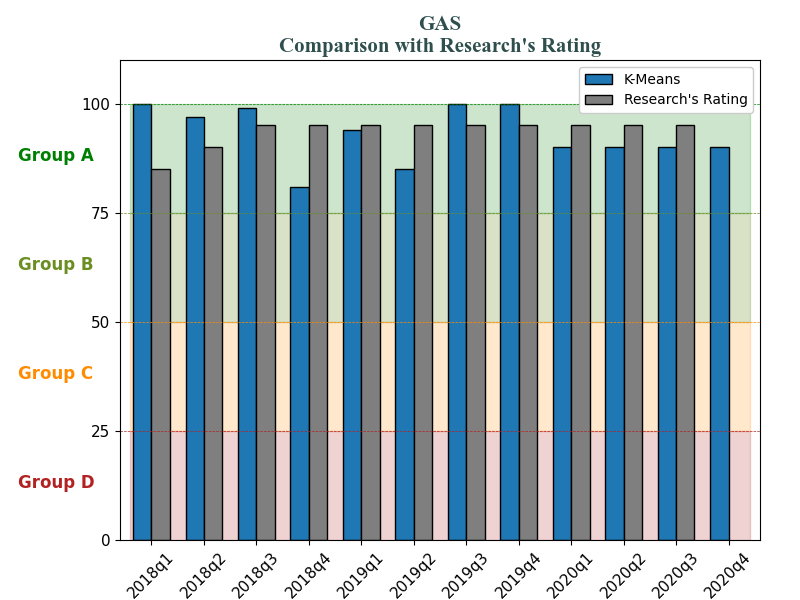 GAS
Comparison with Research's Rating
K-Means
Research's Rating
100
Group A
75
Group B
50
Group C
25
Group D
0
2018q1
2018q2
2018q3
2018q4
2019q1
2019q2
2019q3
2019q4
2020q1
2020q2
2020q3
2020q4